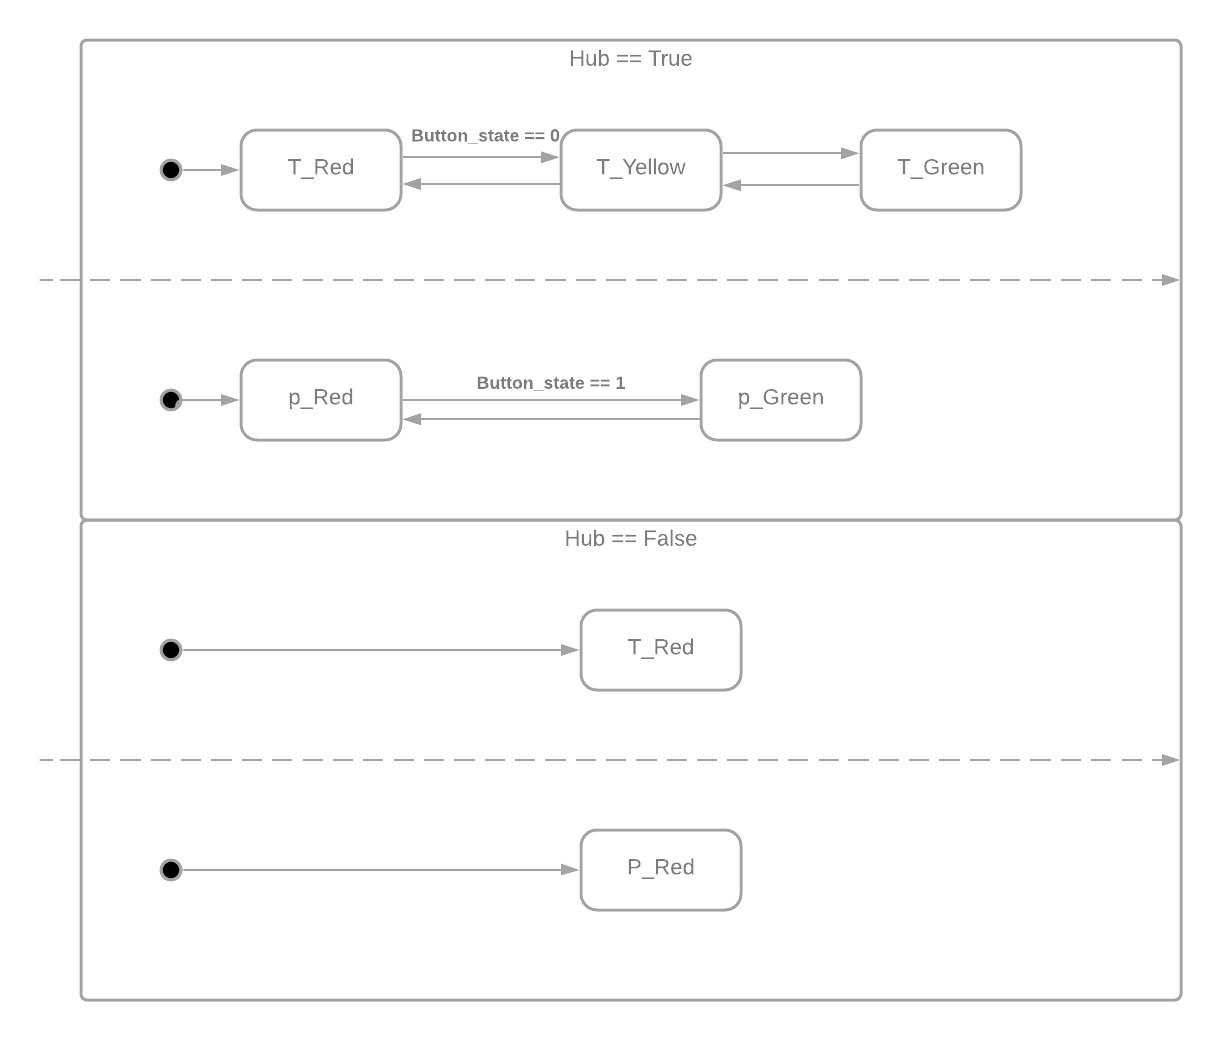 Hub == True
Button_state == 0
T_Red
T_Yellow
T_Green
Button_state == 1
p_Red
p_Green
Hub == False
T_Red
P_Red